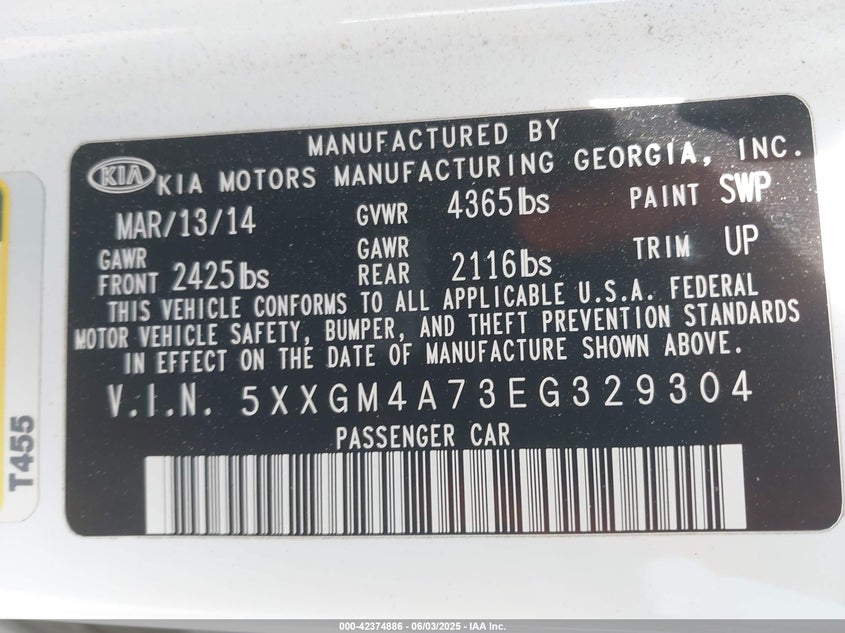 MANUFACTURED BY
KIA KIA MOTORS MANUFACTURING GEORGIA, INC.
MAR/13/14 GVWR 4365lbs PAINT SWP
GAWR FRONT 2425lbs GAWR REAR 2116lbs TRIM UP
THIS VEHICLE CONFORMS TO ALL APPLICABLE U.S.A. FEDERAL
MOTOR VEHICLE SAFETY, BUMPER, AND THEFT PREVENTION STANDARDS
IN EFFECT ON THE DATE OF MANUFACTURE SHOWN ABOVE.
V.I.N. 5XXGM4A73EG329304
PASSENGER CAR
T455
000-42374886 - 06/03/2025 - IAA Inc.